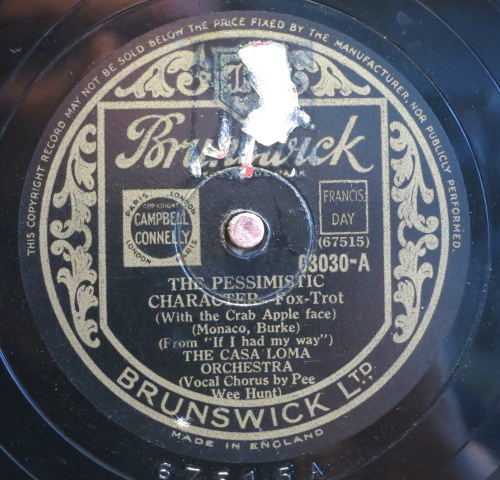 THIS COPYRIGHT RECORD MAY NOT BE SOLD BELOW THE PRICE FIXED BY THE MANUFACTURER, NOR PUBLICLY PERFORMED.
Brunswick
PARIS LONDON
COPYRIGHT
CAMPBELL
CONNELLY
LONDON PARIS
FRANCIS
DAY
(67515)
03030-A
THE PESSIMISTIC
CHARACTER - Fox-Trot
(With the Crab Apple face)
(Monaco, Burke)
(From "If I had my way")
THE CASA LOMA
ORCHESTRA
(Vocal Chorus by Pee
Wee Hunt)
BRUNSWICK LTD.
MADE IN ENGLAND
67515A